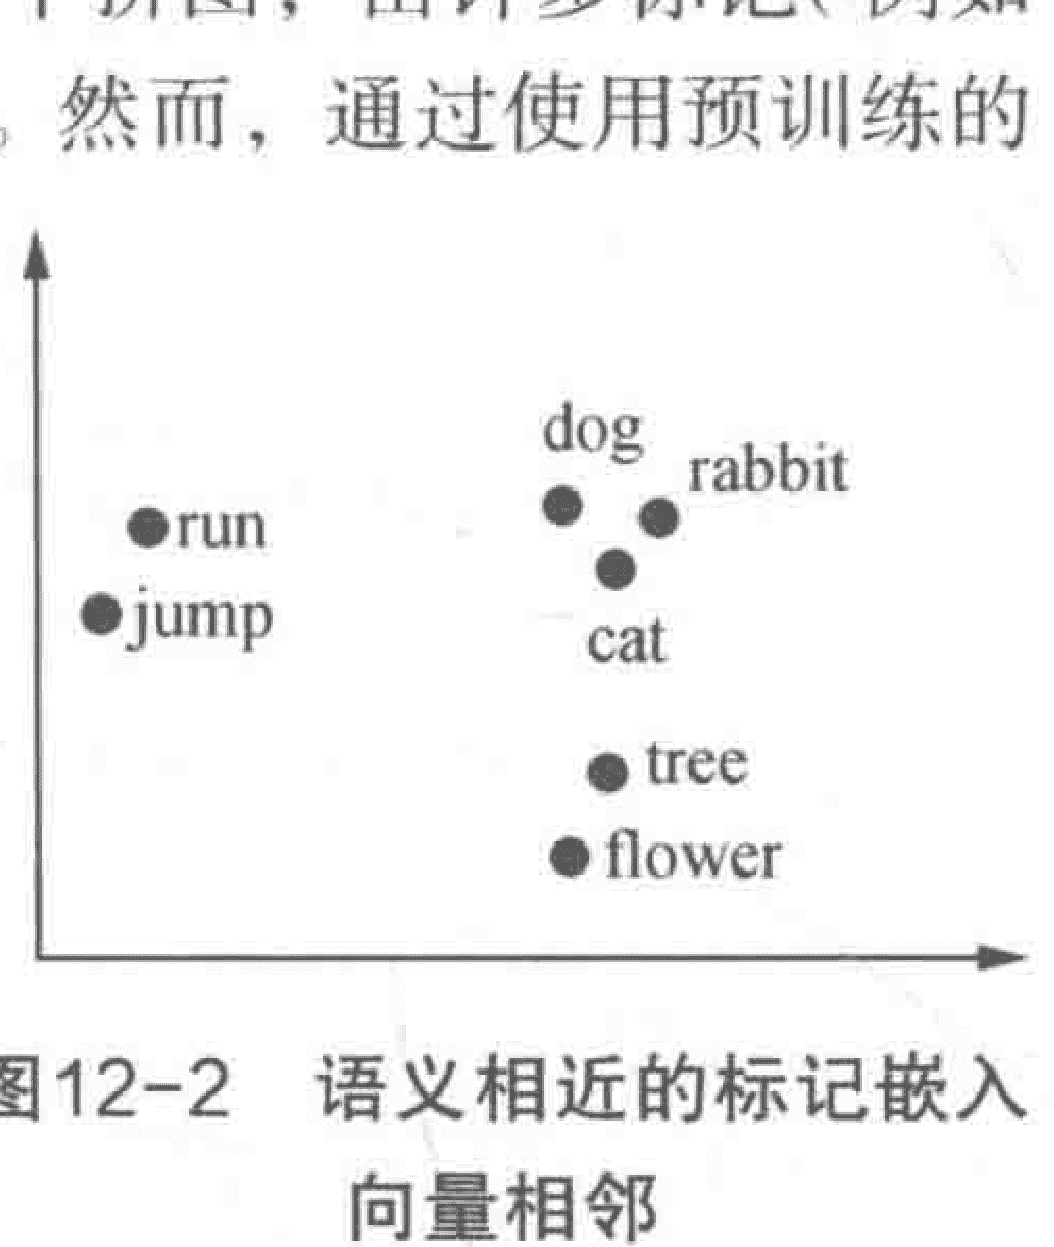 然而，通过使用预训练的
dog
rabbit
run
jump
cat
tree
flower
图12-2 语义相近的标记嵌入
向量相邻